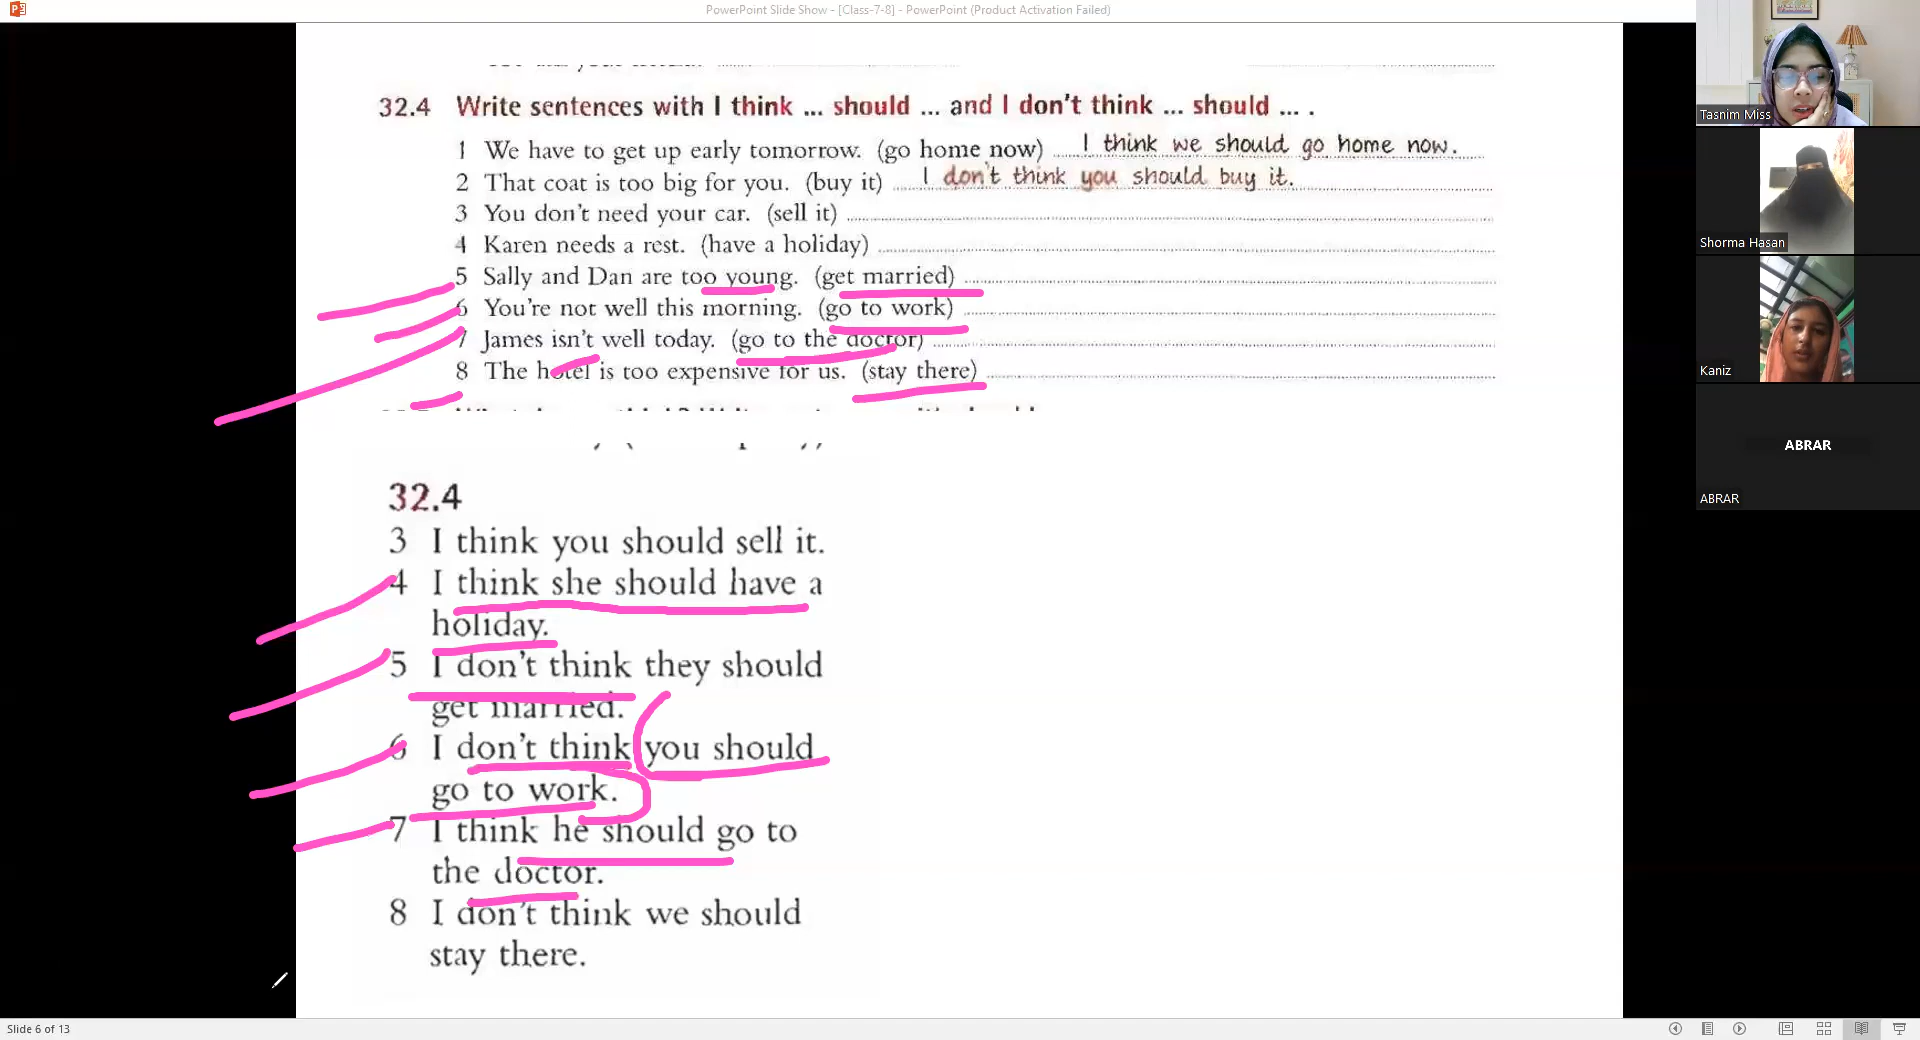 PowerPoint Slide Show - [Class-7-8] - PowerPoint (Product Activation Failed)
32.4 Write sentences with I think ... should ... and I don't think ... should ... .
1 We have to get up early tomorrow. (go home now) I think we should go home now.
2 That coat is too big for you. (buy it) I don't think you should buy it.
3 You don't need your car. (sell it)
4 Karen needs a rest. (have a holiday)
5 Sally and Dan are too young. (get married)
6 You're not well this morning. (go to work)
7 James isn't well today. (go to the doctor)
8 The hotel is too expensive for us. (stay there)
32.4
3 I think you should sell it.
4 I think she should have a
holiday.
5 I don't think they should
get married.
6 I don't think you should
go to work.
7 I think he should go to
the doctor.
8 I don't think we should
stay there.
Tasnim Miss
Shorma Hasan
Kaniz
ABRAR
ABRAR
Slide 6 of 13